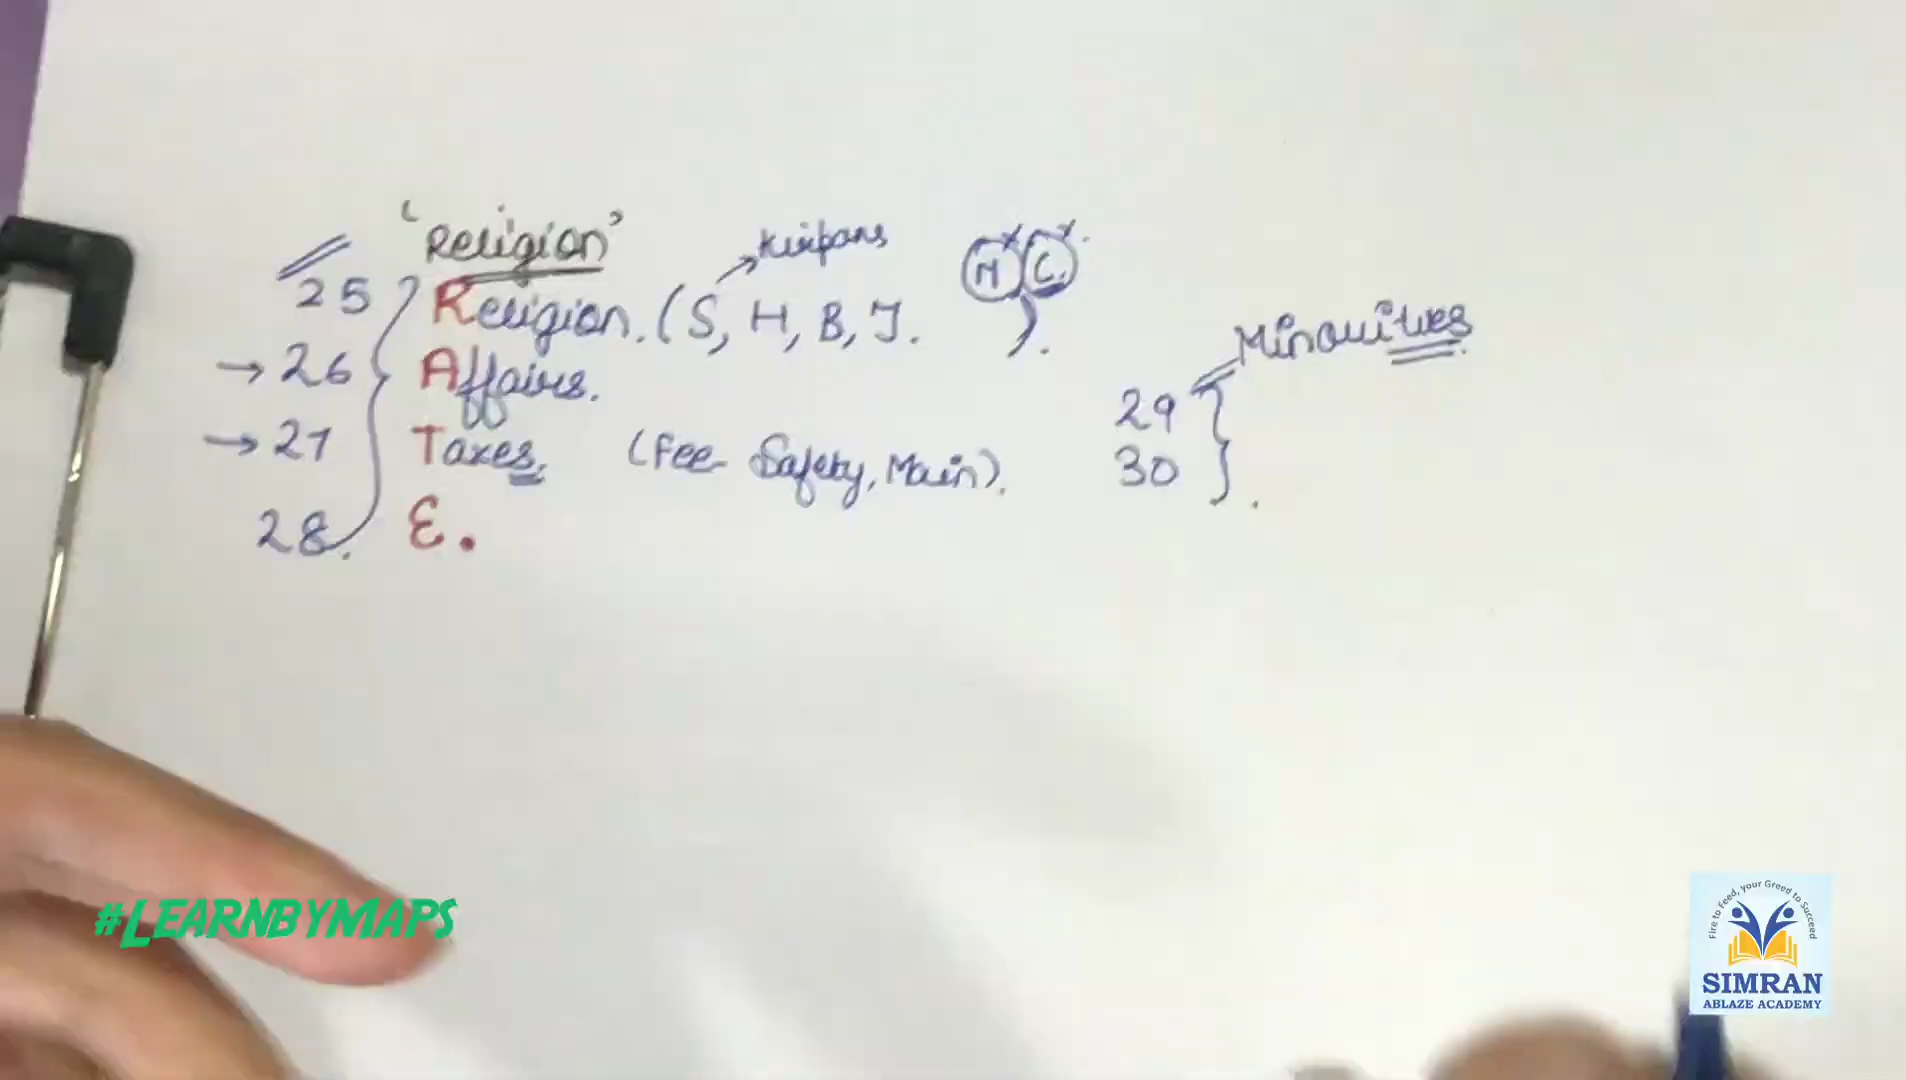 'Religion'
Kirpans
M C.
25 Religion. (S, H, B, J. ).
→ 26 Affairs.
→ 27 Taxes. (Fee Safety, Main).
28. E.
Minorities
29
30
#LEARNBYMAPS
Fire to Feed, your Greed to Succeed
SIMRAN
ABLAZE ACADEMY